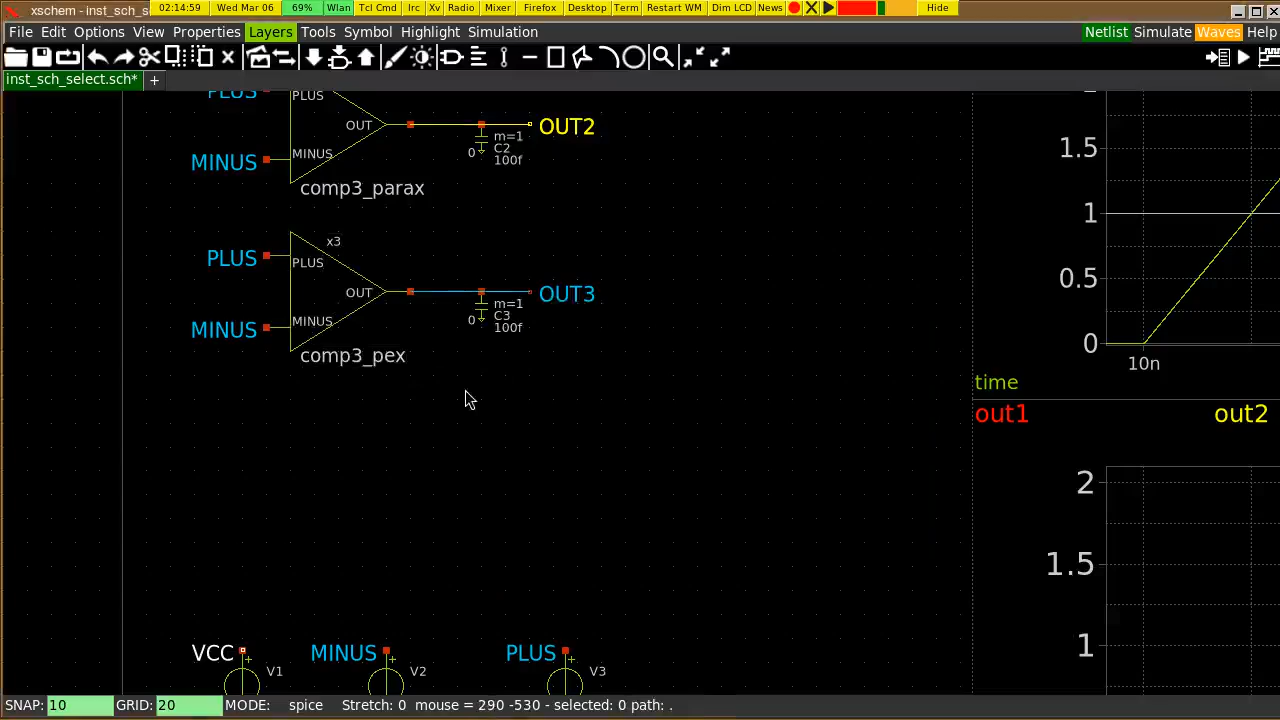 xschem - inst_sch_s
02:14:59 Wed Mar 06 69% Wlan Tcl Cmd Irc Xv Radio Mixer Firefox Desktop Term Restart WM Dim LCD News Hide
File Edit Options View Properties Layers Tools Symbol Highlight Simulation Netlist Simulate Waves Help
inst_sch_select.sch* +
PLUS
PLUS
OUT
OUT2
m=1
C2
100f
0
MINUS
MINUS
comp3_parax
x3
PLUS
PLUS
OUT
OUT3
m=1
C3
100f
0
MINUS
MINUS
comp3_pex
1.5
1
0.5
0
10n
time
out1 out2
2
1.5
1
VCC
V1
MINUS
V2
PLUS
V3
SNAP: 10 GRID: 20 MODE: spice Stretch: 0 mouse = 290 -530 - selected: 0 path: .